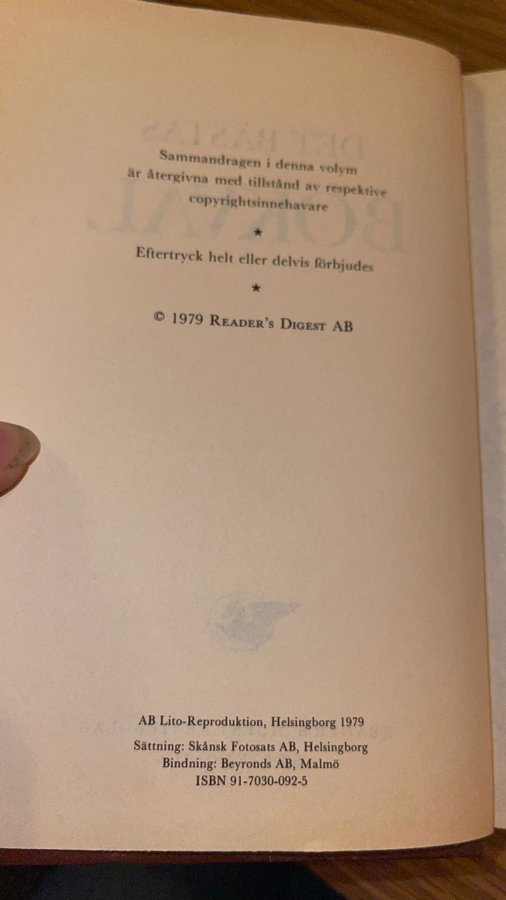 Sammandragen i denna volym
är återgivna med tillstånd av respektive
copyrightsinnehavare
★
Eftertryck helt eller delvis förbjudes
★
© 1979 READER'S DIGEST AB
AB Lito-Reproduktion, Helsingborg 1979
Sättning: Skånsk Fotosats AB, Helsingborg
Bindning: Beyronds AB, Malmö
ISBN 91-7030-092-5